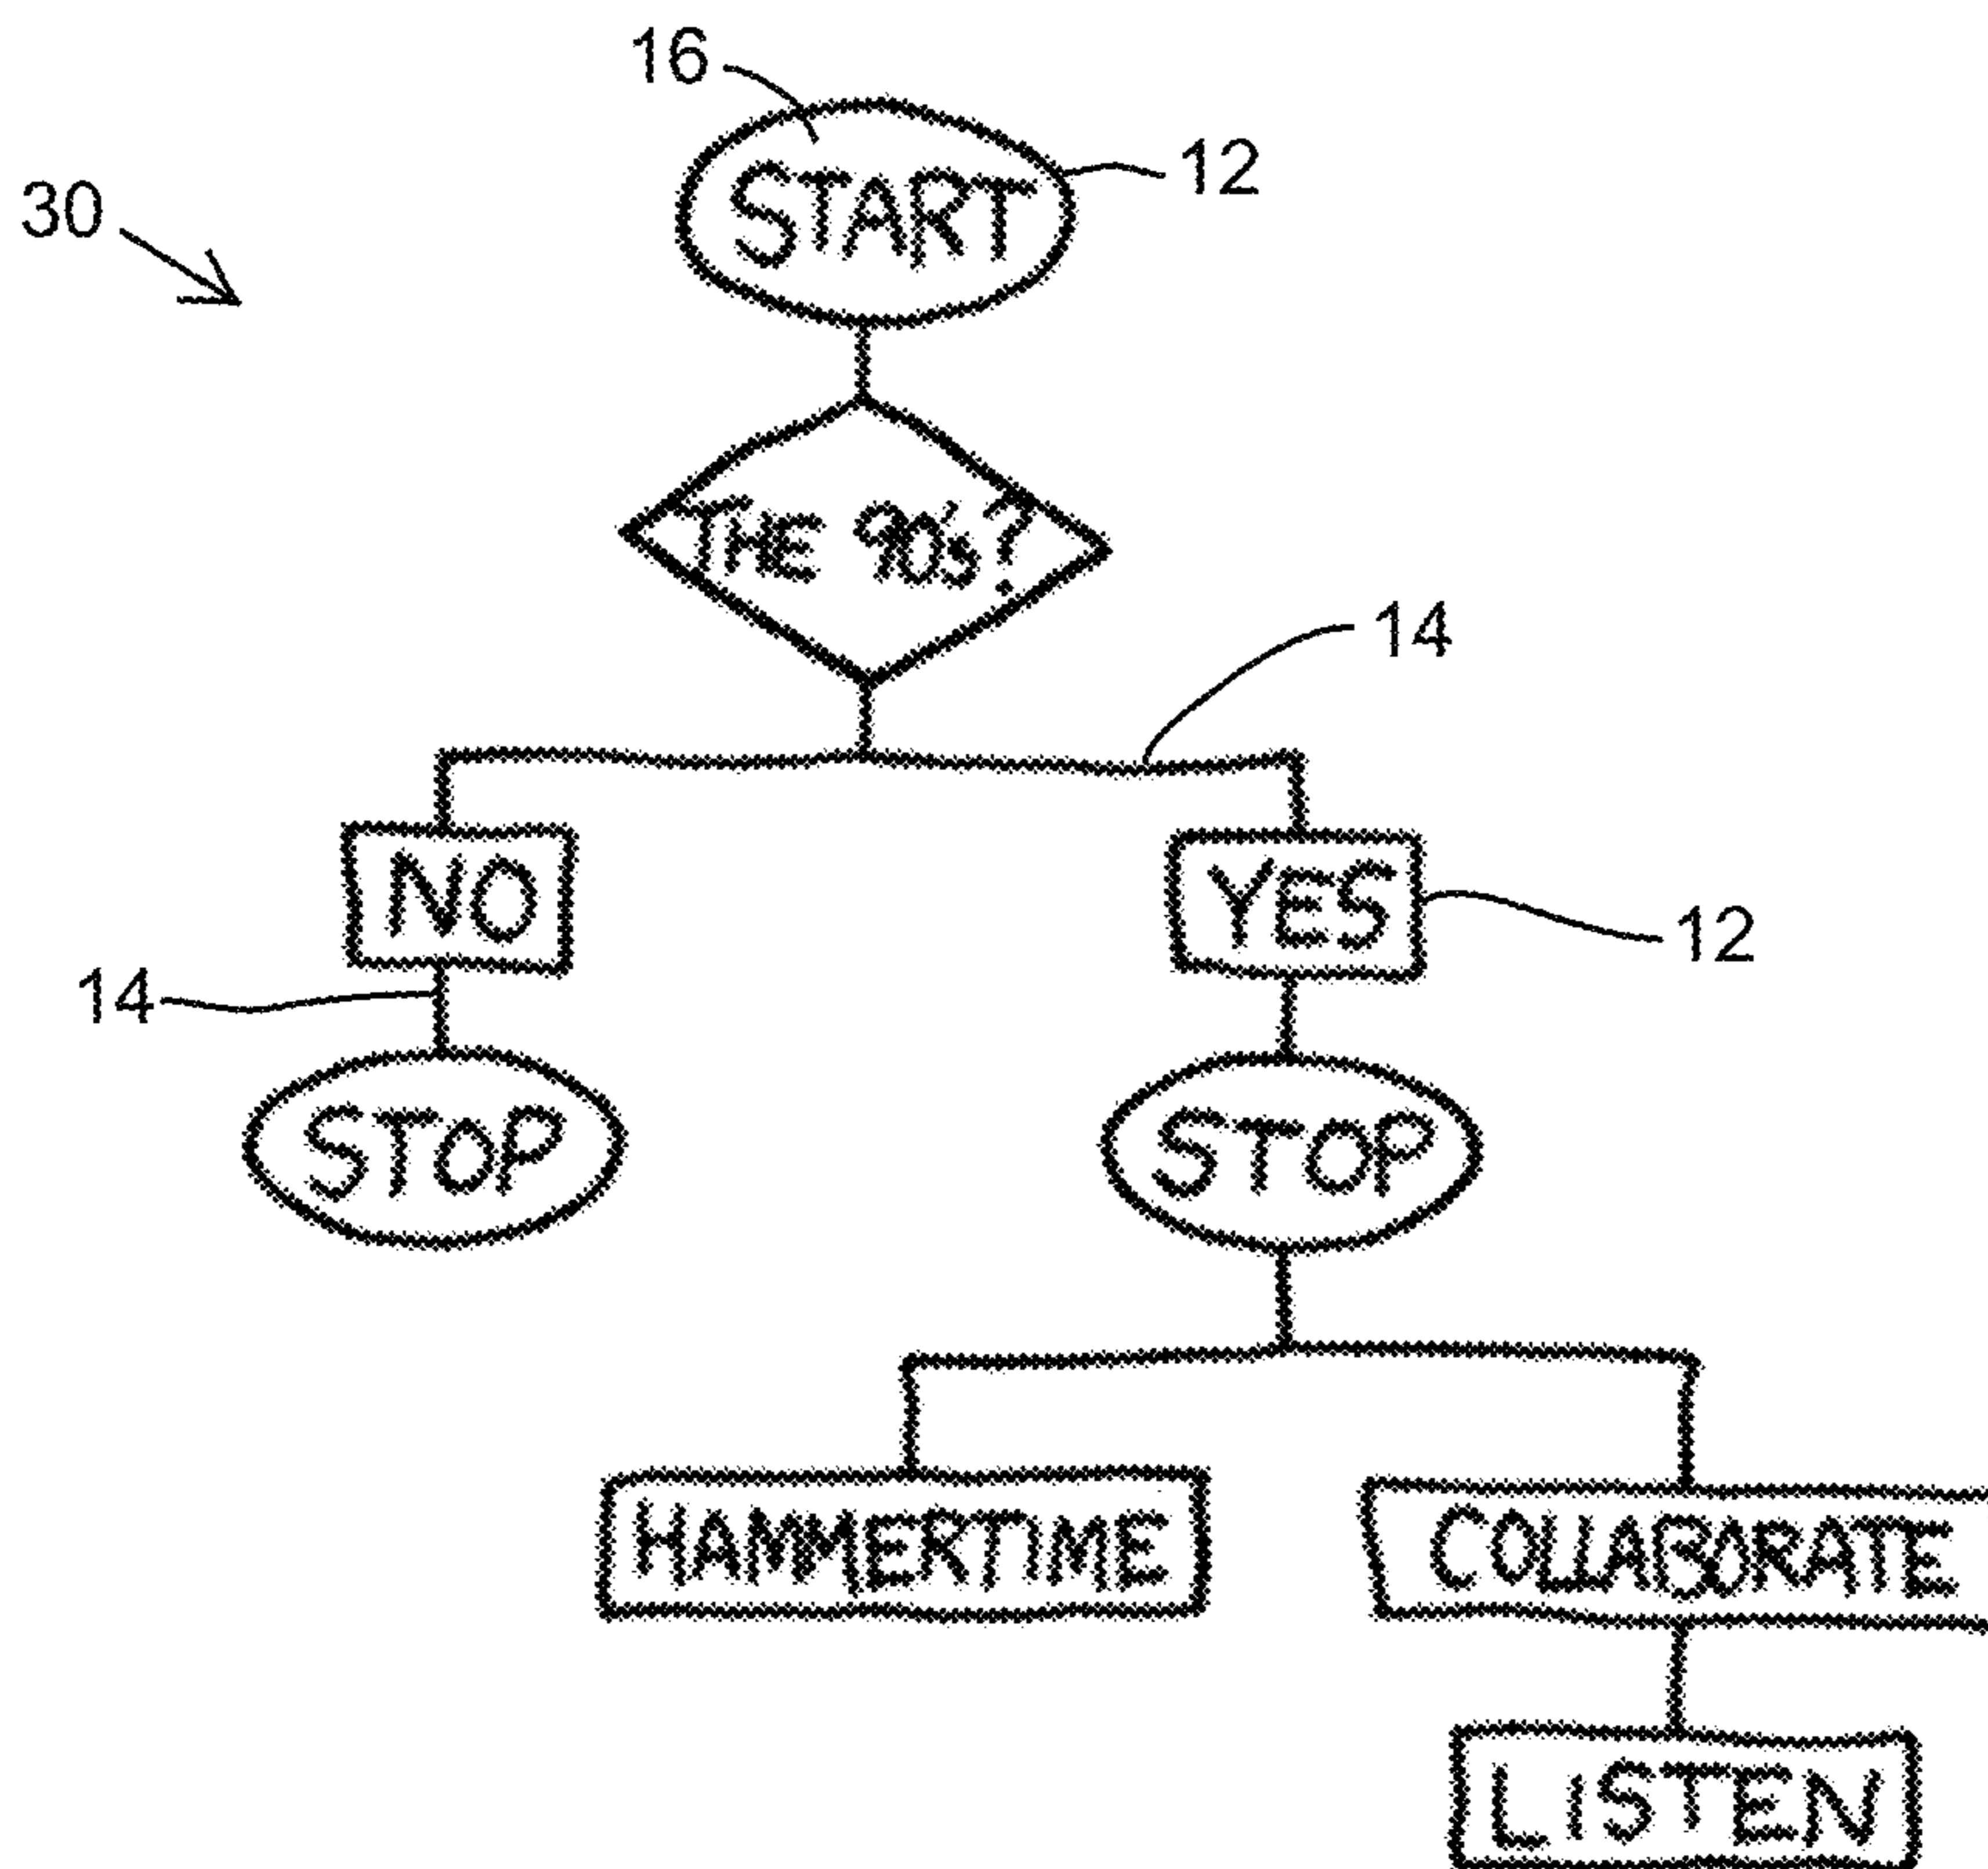 16
12
30
START
THE 90's?
14
NO
YES
12
14
STOP
STOP
HAMMERTIME
COLLABORATE
LISTEN